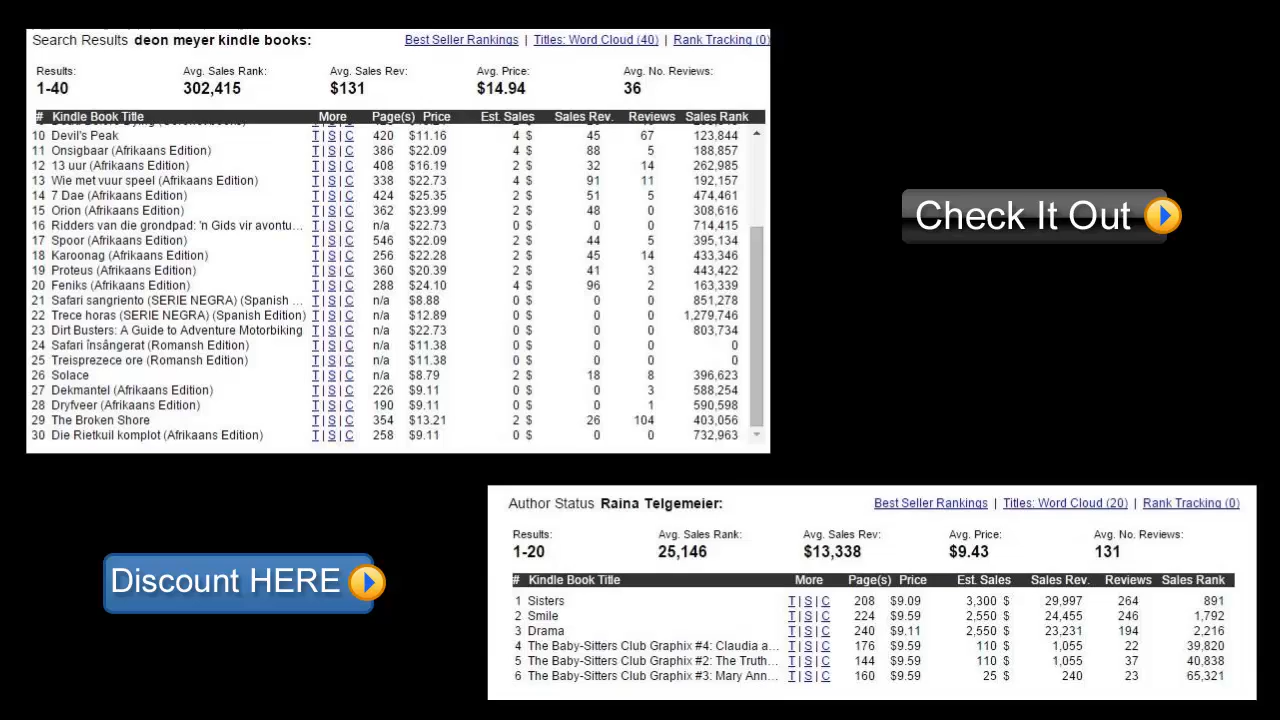 Search Results deon meyer kindle books: Best Seller Rankings | Titles: Word Cloud (40) | Rank Tracking (0)
Results: Avg. Sales Rank: Avg. Sales Rev: Avg. Price: Avg. No. Reviews:
1-40 302,415 $131 $14.94 36
# Kindle Book Title More Page(s) Price Est. Sales Sales Rev. Reviews Sales Rank
10 Devil's Peak T | S | C 420 $11.16 4 $ 45 67 123,844
11 Onsigbaar (Afrikaans Edition) T | S | C 386 $22.09 4 $ 88 5 188,857
12 13 uur (Afrikaans Edition) T | S | C 408 $16.19 2 $ 32 14 262,985
13 Wie met vuur speel (Afrikaans Edition) T | S | C 338 $22.73 4 $ 91 11 192,157
14 7 Dae (Afrikaans Edition) T | S | C 424 $25.35 2 $ 51 5 474,461
15 Orion (Afrikaans Edition) T | S | C 362 $23.99 2 $ 48 0 308,616
16 Ridders van die grondpad: 'n Gids vir avontu... T | S | C n/a $22.73 0 $ 0 0 714,415
17 Spoor (Afrikaans Edition) T | S | C 546 $22.09 2 $ 44 5 395,134
18 Karoonag (Afrikaans Edition) T | S | C 256 $22.28 2 $ 45 14 433,346
19 Proteus (Afrikaans Edition) T | S | C 360 $20.39 2 $ 41 3 443,422
20 Feniks (Afrikaans Edition) T | S | C 288 $24.10 4 $ 96 2 163,339
21 Safari sangriento (SERIE NEGRA) (Spanish ... T | S | C n/a $8.88 0 $ 0 0 851,278
22 Trece horas (SERIE NEGRA) (Spanish Edition) T | S | C n/a $12.89 0 $ 0 0 1,279,746
23 Dirt Busters: A Guide to Adventure Motorbiking T | S | C n/a $22.73 0 $ 0 0 803,734
24 Safari însângerat (Romansh Edition) T | S | C n/a $11.38 0 $ 0 0 0
25 Treisprezece ore (Romansh Edition) T | S | C n/a $11.38 0 $ 0 0 0
26 Solace T | S | C n/a $8.79 2 $ 18 8 396,623
27 Dekmantel (Afrikaans Edition) T | S | C 226 $9.11 0 $ 0 3 588,254
28 Dryfveer (Afrikaans Edition) T | S | C 190 $9.11 0 $ 0 1 590,598
29 The Broken Shore T | S | C 354 $13.21 2 $ 26 104 403,056
30 Die Rietkuil komplot (Afrikaans Edition) T | S | C 258 $9.11 0 $ 0 0 732,963
Check It Out
Discount HERE
Author Status Raina Telgemeier: Best Seller Rankings | Titles: Word Cloud (20) | Rank Tracking (0)
Results: Avg. Sales Rank: Avg. Sales Rev: Avg. Price: Avg. No. Reviews:
1-20 25,146 $13,338 $9.43 131
# Kindle Book Title More Page(s) Price Est. Sales Sales Rev. Reviews Sales Rank
1 Sisters T | S | C 208 $9.09 3,300 $ 29,997 264 891
2 Smile T | S | C 224 $9.59 2,550 $ 24,455 246 1,792
3 Drama T | S | C 240 $9.11 2,550 $ 23,231 194 2,216
4 The Baby-Sitters Club Graphix #4: Claudia a... T | S | C 176 $9.59 110 $ 1,055 22 39,820
5 The Baby-Sitters Club Graphix #2: The Truth... T | S | C 144 $9.59 110 $ 1,055 37 40,838
6 The Baby-Sitters Club Graphix #3: Mary Ann... T | S | C 160 $9.59 25 $ 240 23 65,321